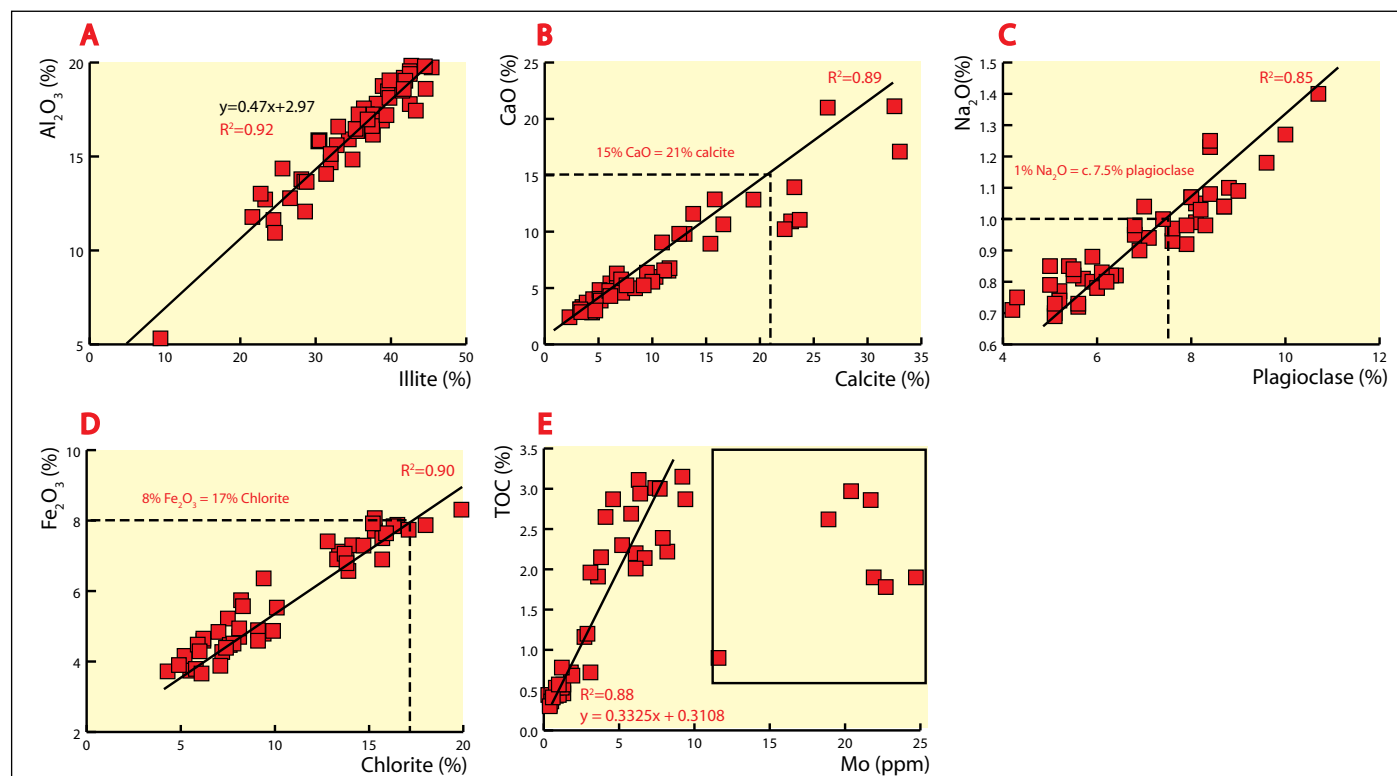 A
Al₂O₃ (%)
20
15
10
5
y=0.47x+2.97
R²=0.92
0 10 20 30 40 50
Illite (%)
B
CaO (%)
25
20
15
10
5
0
R²=0.89
15% CaO = 21% calcite
0 5 10 15 20 25 30 35
Calcite (%)
C
Na₂O(%)
1.5
1.4
1.3
1.2
1.1
1.0
0.9
0.8
0.7
0.6
R²=0.85
1% Na₂O = c. 7.5% plagioclase
4 6 8 10 12
Plagioclase (%)
D
Fe₂O₃ (%)
10
8
6
4
2
R²=0.90
8% Fe₂O₃ = 17% Chlorite
0 5 10 15 20
Chlorite (%)
E
TOC (%)
3.5
3.0
2.5
2.0
1.5
1.0
0.5
0.0
R²=0.88
y = 0.3325x + 0.3108
0 5 10 15 20 25
Mo (ppm)